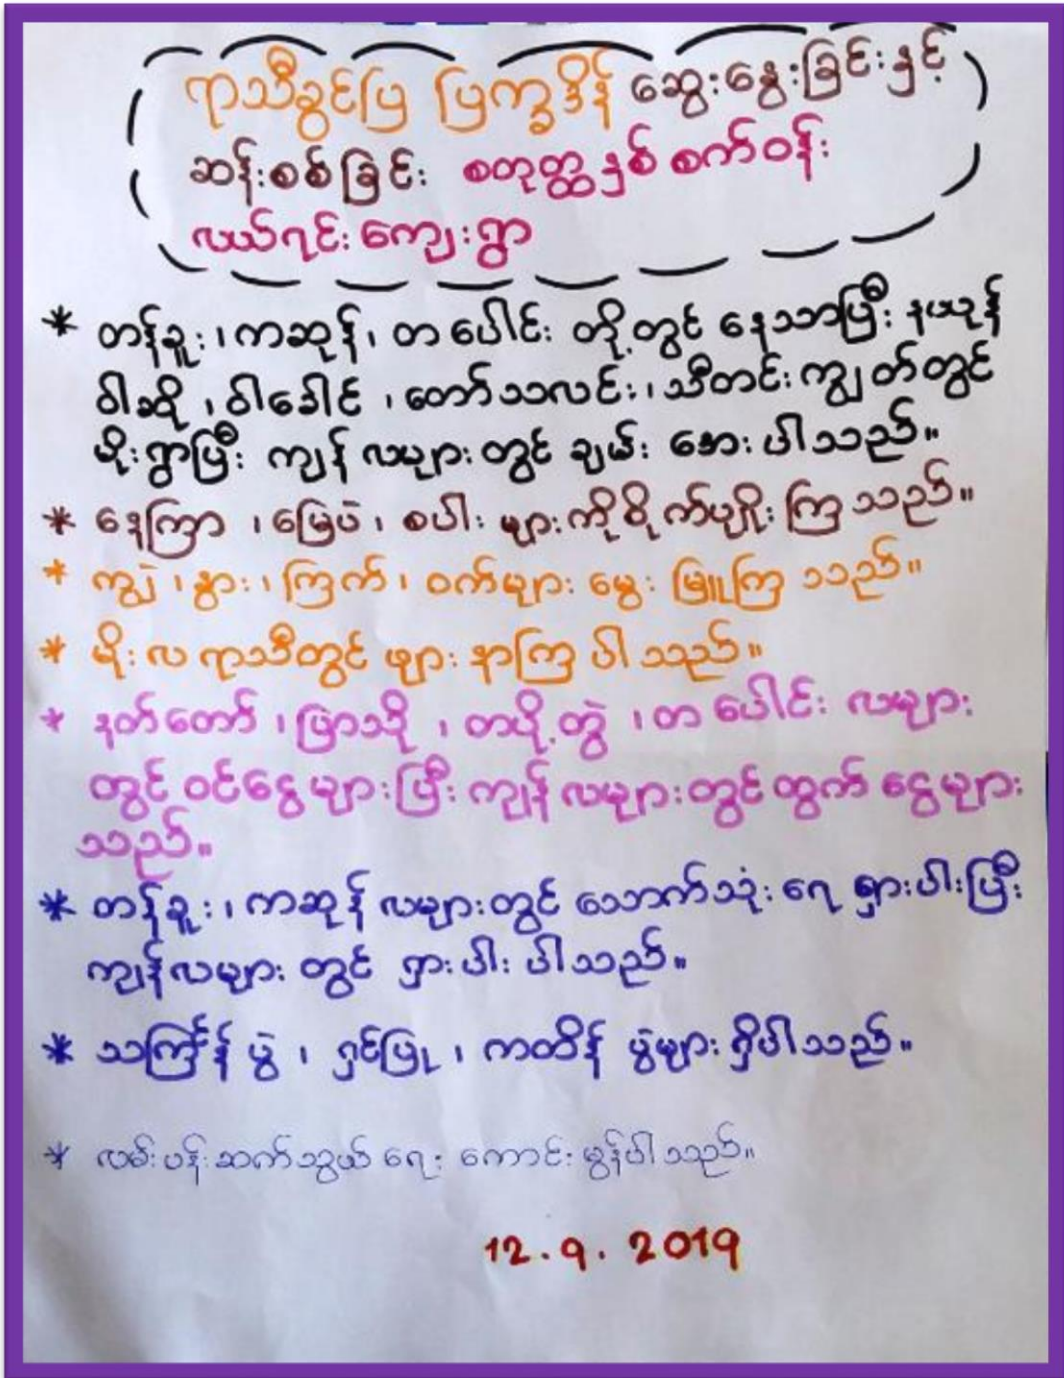 ရာသီခွင်ပြ ပြက္ခဒိန် ဆွေးနွေးခြင်းနှင့်
ဆန်းစစ်ခြင်း စတုတ္ထနှစ် စက်ဝန်း
လယ်ရင်းကျေးရွာ
* တန်ခူး၊ ကဆုန်၊ တပေါင်း တို့တွင် နေသာပြီး နယုန်
ဝါဆို ၊ ဝါခေါင် ၊ တော်သလင်း၊ သီတင်းကျွတ်တွင်
မိုးရွာပြီး ကျန် လများတွင် ချမ်း အေးပါသည်။
* နေကြာ ၊ မြေပဲ ၊ စပါး များကိုစိုက်ပျိုးကြသည်။
* ကျွဲ ၊ နွား ၊ ကြက် ၊ ဝက်များ မွေး မြူကြ သည်။
* မိုးလ ရာသီတွင် ဖျား နာကြ ပါသည်။
* နတ်တော် ၊ ပြာသို ၊ တပို့တွဲ ၊ တပေါင်း လများ
တွင် ဝင်ငွေများပြီး ကျန်လများတွင်ထွက်ငွေများ
သည်။
* တန်ခူး၊ ကဆုန် လများတွင် သောက်သုံးရေ ရှားပါးပြီး
ကျန်လများ တွင် ရှားပါး ပါသည်။
* သင်္ကြန် ပွဲ ၊ ရှင်ပြု ၊ ကထိန် ပွဲများ ရှိပါသည်။
* လမ်းပန်းဆက်သွယ်ရေး ကောင်းမွန်ပါသည်။
12.9.2019